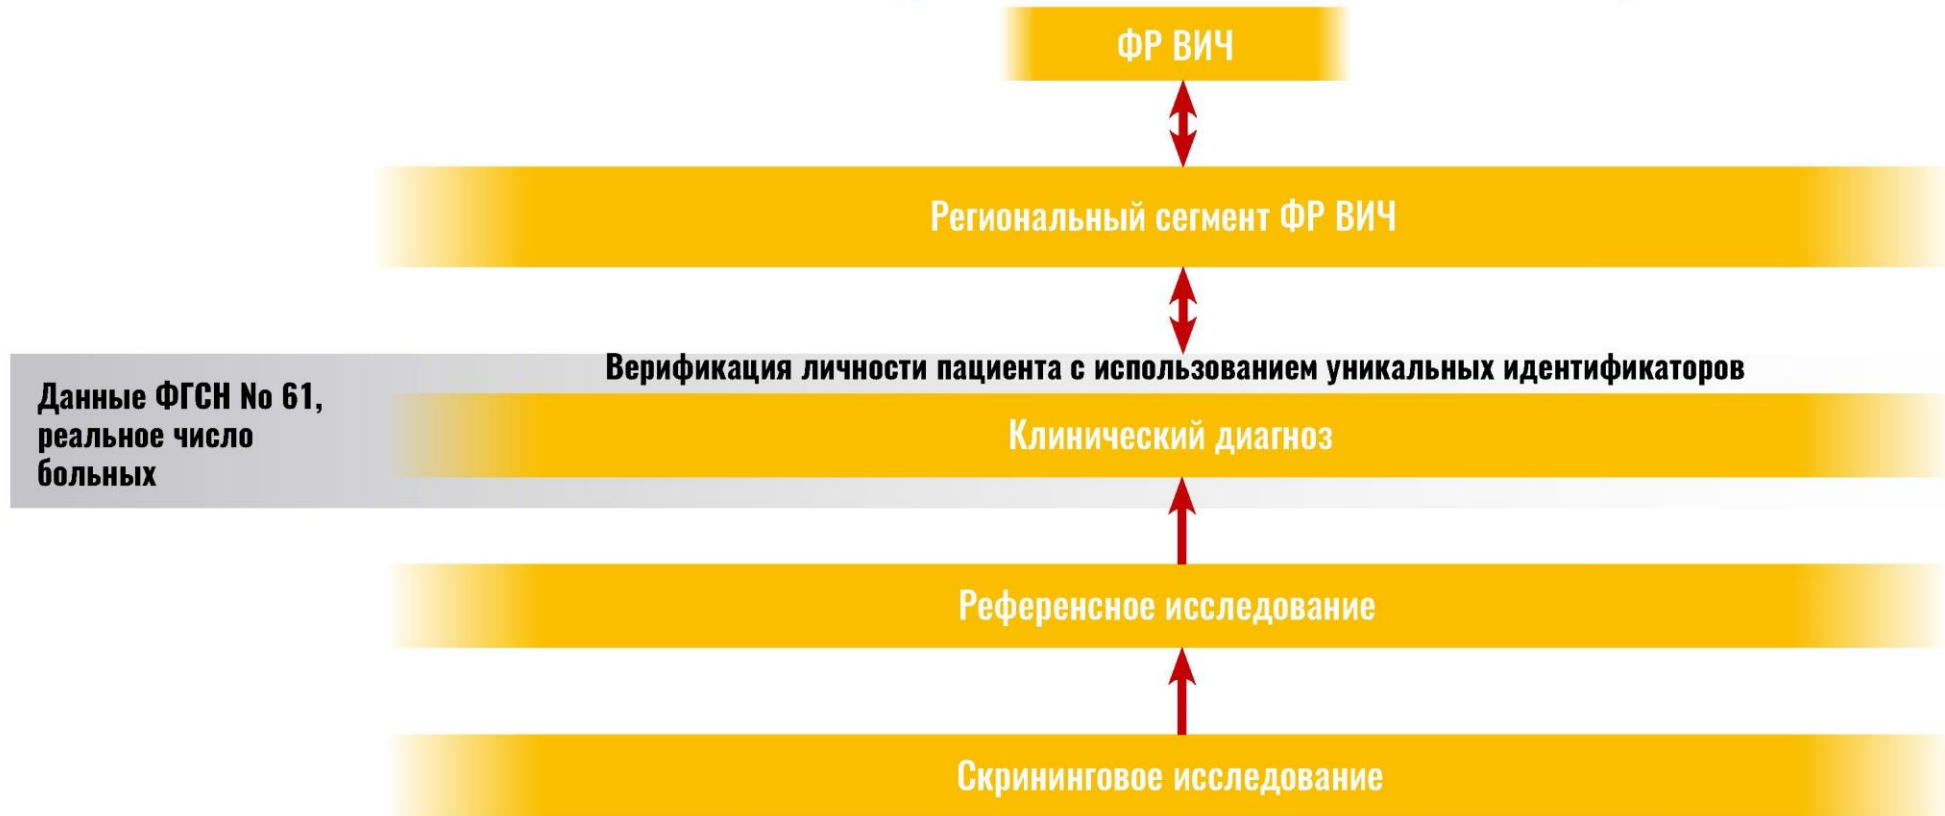 ФР ВИЧ
Региональный сегмент ФР ВИЧ
Верификация личности пациента с использованием уникальных идентификаторов
Данные ФГСН No 61,
реальное число
больных
Клинический диагноз
Референсное исследование
Скрининговое исследование